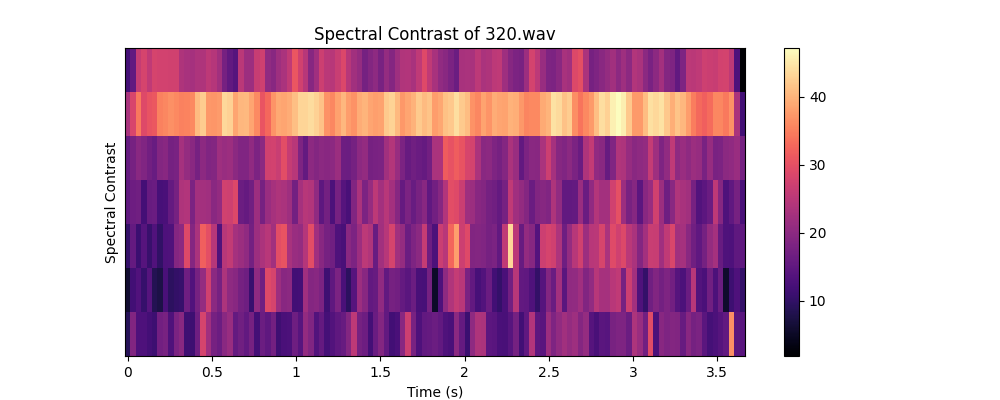 Spectral Contrast of 320.wav
Spectral Contrast
40
30
20
10
0 0.5 1 1.5 2 2.5 3 3.5
Time (s)